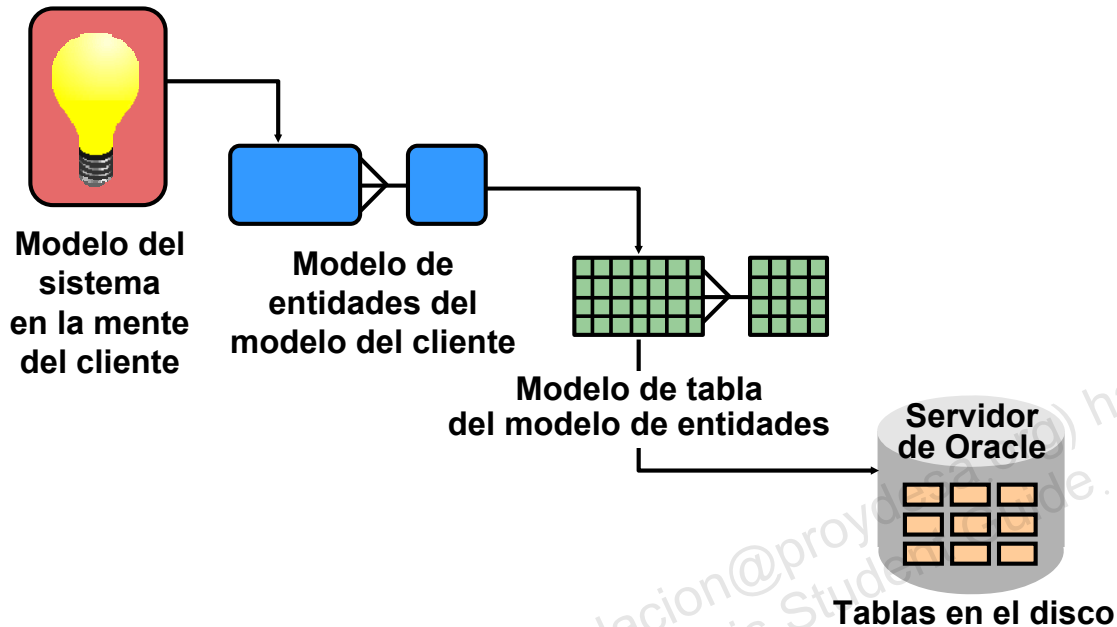 Modelo del
sistema
en la mente
del cliente
Modelo de
entidades del
modelo del cliente
Modelo de tabla
del modelo de entidades
Servidor
de Oracle
Tablas en el disco